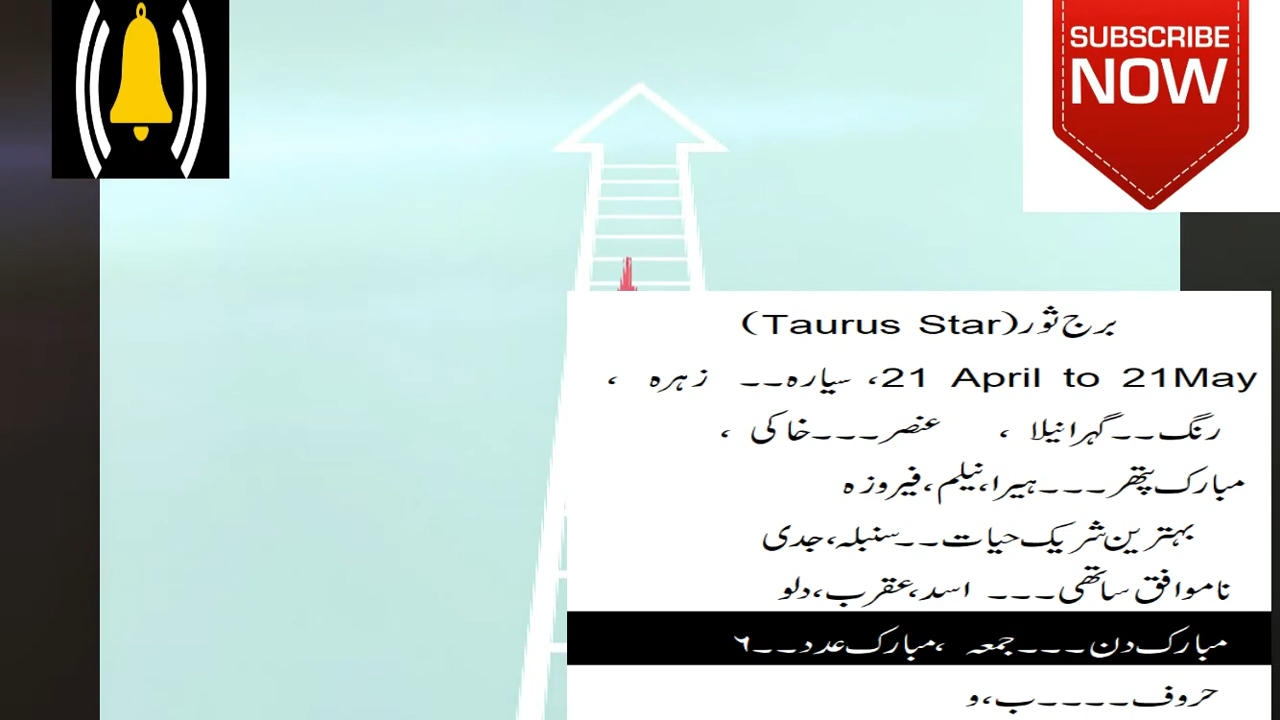 SUBSCRIBE
NOW
برج ثور(Taurus Star)
21 April to 21May، سیارہ۔۔ زہرہ ،
رنگ۔۔گہرا نیلا ، عنصر۔۔۔خاکی ،
مبارک پتھر۔۔۔ہیرا،نیلم،فیروزہ
بہترین شریک حیات۔۔سنبلہ،جدی
ناموافق ساتھی۔۔۔ اسد،عقرب،دلو
مبارک دن۔۔۔جمعہ ،مبارک عدد۔۔۶
حروف۔۔۔۔ب،و